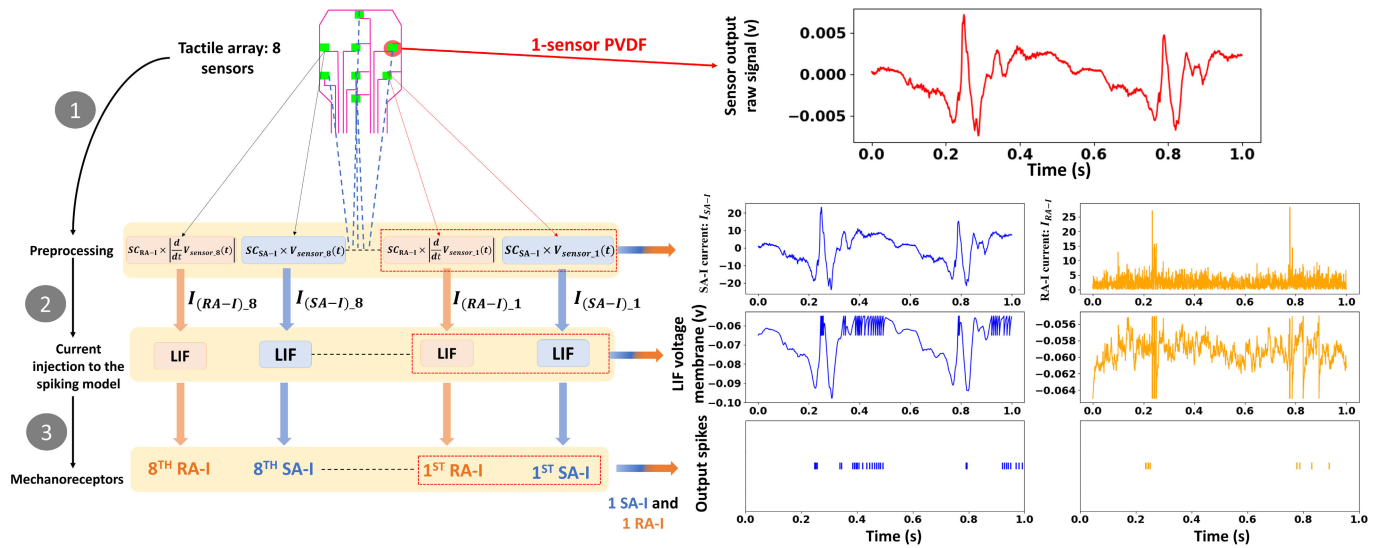 Tactile array: 8
sensors
1-sensor PVDF
1
Preprocessing
2
Current
injection to the
spiking model
3
Mechanoreceptors
SC_{RA-I} × |d/dt V_{sensor\_8}(t)|
SC_{SA-I} × V_{sensor\_8}(t)
SC_{RA-I} × |d/dt V_{sensor\_1}(t)|
SC_{SA-I} × V_{sensor\_1}(t)
I_{(RA-I)\_8}
I_{(SA-I)\_8}
I_{(RA-I)\_1}
I_{(SA-I)\_1}
LIF
LIF
LIF
LIF
8TH RA-I
8TH SA-I
1ST RA-I
1ST SA-I
1 SA-I and
1 RA-I
Sensor output
raw signal (v)
0.005
0.000
−0.005
0.0 0.2 0.4 0.6 0.8 1.0
Time (s)
SA-I current: I_{SA-I}
20
10
0
−10
−20
0.0 0.2 0.4 0.6 0.8 1.0
RA-I current: I_{RA-I}
25
20
15
10
5
0
0.0 0.2 0.4 0.6 0.8 1.0
LIF voltage
membrane (v)
−0.06
−0.07
−0.08
−0.09
−0.10
0.0 0.2 0.4 0.6 0.8 1.0
−0.056
−0.058
−0.060
−0.062
−0.064
0.0 0.2 0.4 0.6 0.8 1.0
Output spikes
0.0 0.2 0.4 0.6 0.8 1.0
Time (s)
0.0 0.2 0.4 0.6 0.8 1.0
Time (s)